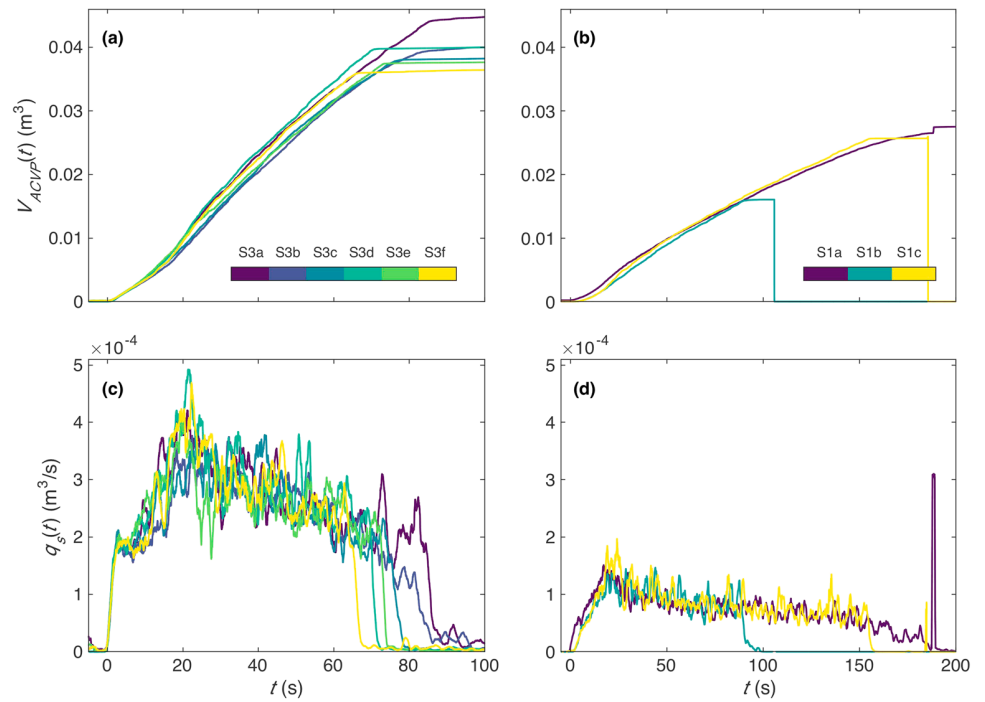 (a)
0.04
0.03
0.02
0.01
0
V_ACVP(t) (m³)
S3a S3b S3c S3d S3e S3f
(b)
0.04
0.03
0.02
0.01
0
S1a S1b S1c
×10⁻⁴
(c)
5
4
3
2
1
0
q_s(t) (m³/s)
0 20 40 60 80 100
t (s)
×10⁻⁴
(d)
5
4
3
2
1
0
0 50 100 150 200
t (s)